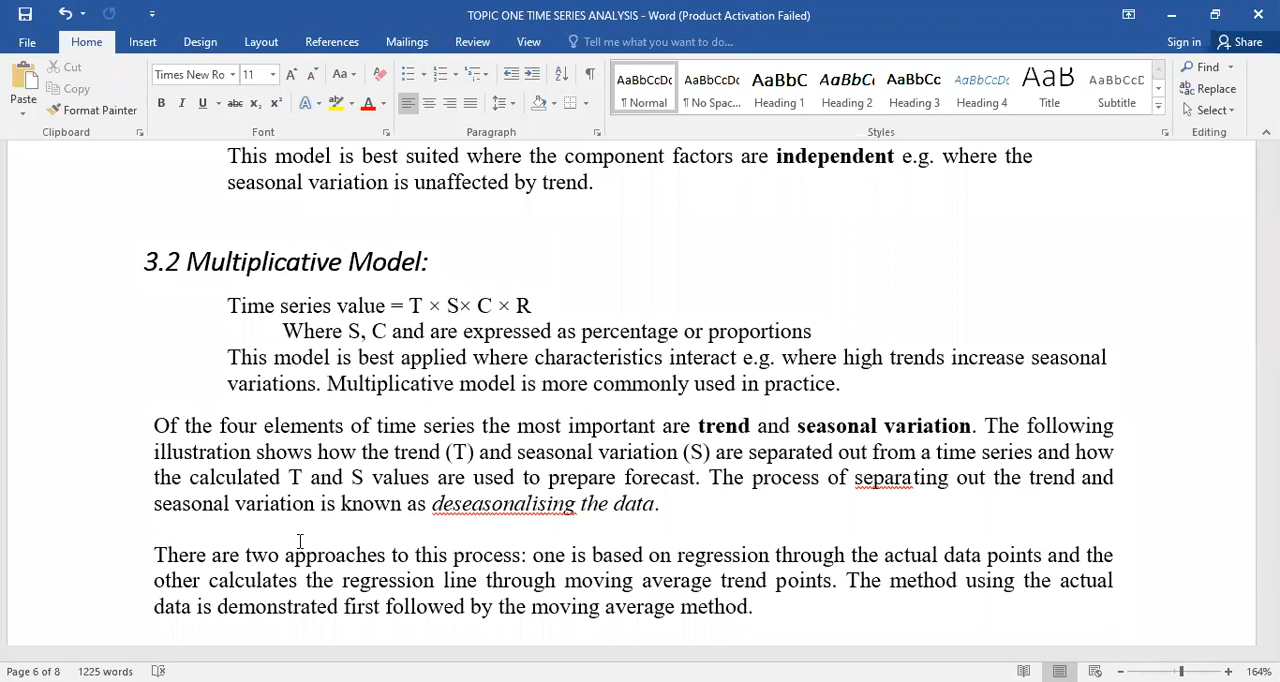 TOPIC ONE TIME SERIES ANALYSIS - Word (Product Activation Failed)
File Home Insert Design Layout References Mailings Review View Tell me what you want to do... Sign in Share
Paste Cut Copy Format Painter
Times New Ro 11 Aa
B I U abc x₂ x² A A
AaBbCcDc ¶ Normal
AaBbCcDc ¶ No Spac...
AaBbC Heading 1
AaBbCc Heading 2
AaBbCc Heading 3
AaBbCcDc Heading 4
AaB Title
AaBbCcD Subtitle
Find
Replace
Select
Clipboard Font Paragraph Styles Editing
This model is best suited where the component factors are independent e.g. where the
seasonal variation is unaffected by trend.
3.2 Multiplicative Model:
Time series value = T × S× C × R
Where S, C and are expressed as percentage or proportions
This model is best applied where characteristics interact e.g. where high trends increase seasonal
variations. Multiplicative model is more commonly used in practice.
Of the four elements of time series the most important are trend and seasonal variation. The following
illustration shows how the trend (T) and seasonal variation (S) are separated out from a time series and how
the calculated T and S values are used to prepare forecast. The process of separating out the trend and
seasonal variation is known as deseasonalising the data.
There are two approaches to this process: one is based on regression through the actual data points and the
other calculates the regression line through moving average trend points. The method using the actual
data is demonstrated first followed by the moving average method.
Page 6 of 8 1225 words 164%